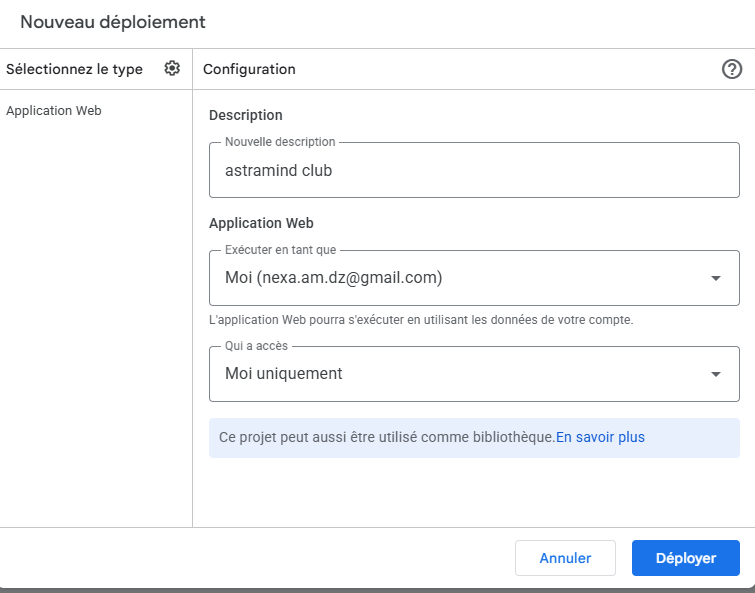 Nouveau déploiement
Sélectionnez le type
Configuration
Application Web
Description
Nouvelle description
astramind club
Application Web
Exécuter en tant que
Moi (nexa.am.dz@gmail.com)
L'application Web pourra s'exécuter en utilisant les données de votre compte.
Qui a accès
Moi uniquement
Ce projet peut aussi être utilisé comme bibliothèque.En savoir plus
Annuler
Déployer